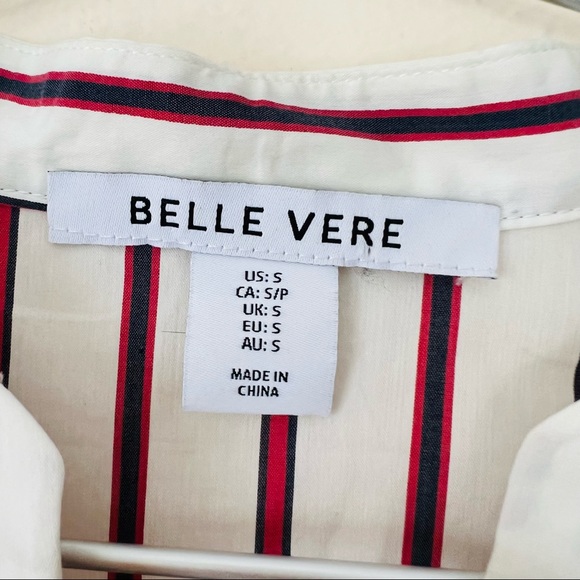 BELLE VERE
US: S
CA: S/P
UK: S
EU: S
AU: S
MADE IN
CHINA